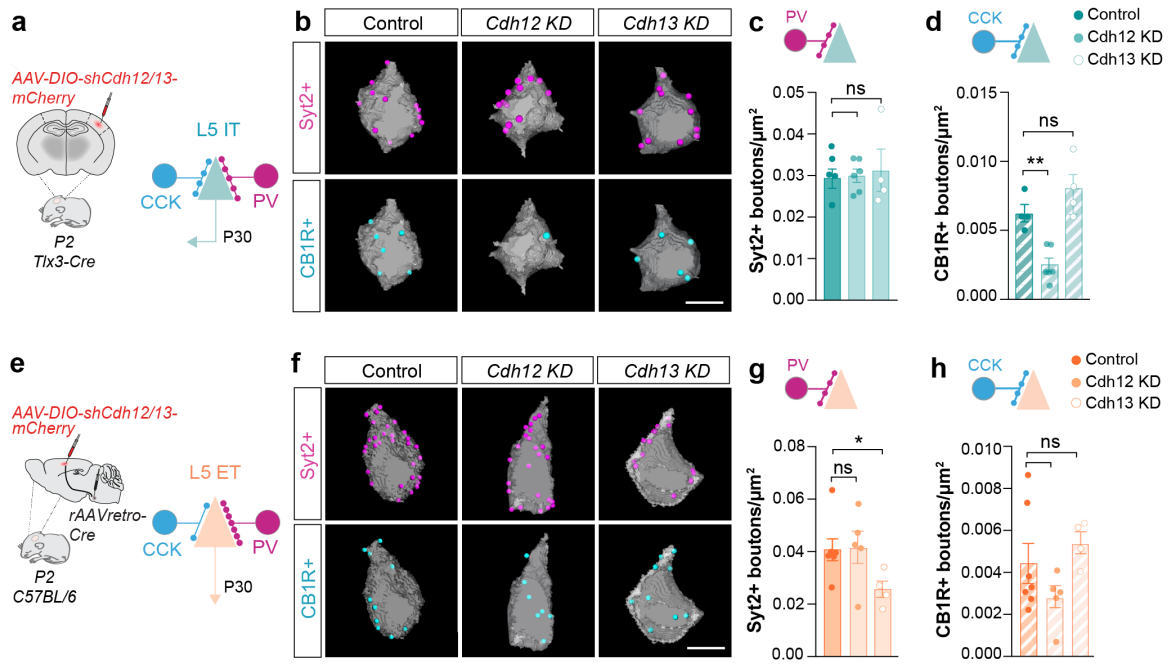 a
AAV-DIO-shCdh12/13-
mCherry
L5 IT
CCK
PV
P30
P2
Tlx3-Cre
b
Control
Cdh12 KD
Cdh13 KD
Syt2+
CB1R+
c
PV
ns
Syt2+ boutons/µm²
0.05
0.04
0.03
0.02
0.01
0.00
d
CCK
Control
Cdh12 KD
Cdh13 KD
ns
**
CB1R+ boutons/µm²
0.015
0.010
0.005
0.000
e
AAV-DIO-shCdh12/13-
mCherry
L5 ET
rAAVretro-
Cre
CCK
PV
P30
P2
C57BL/6
f
Control
Cdh12 KD
Cdh13 KD
Syt2+
CB1R+
g
PV
*
ns
Syt2+ boutons/µm²
0.08
0.06
0.04
0.02
0.00
h
CCK
Control
Cdh12 KD
Cdh13 KD
ns
CB1R+ boutons/µm²
0.010
0.008
0.006
0.004
0.002
0.000